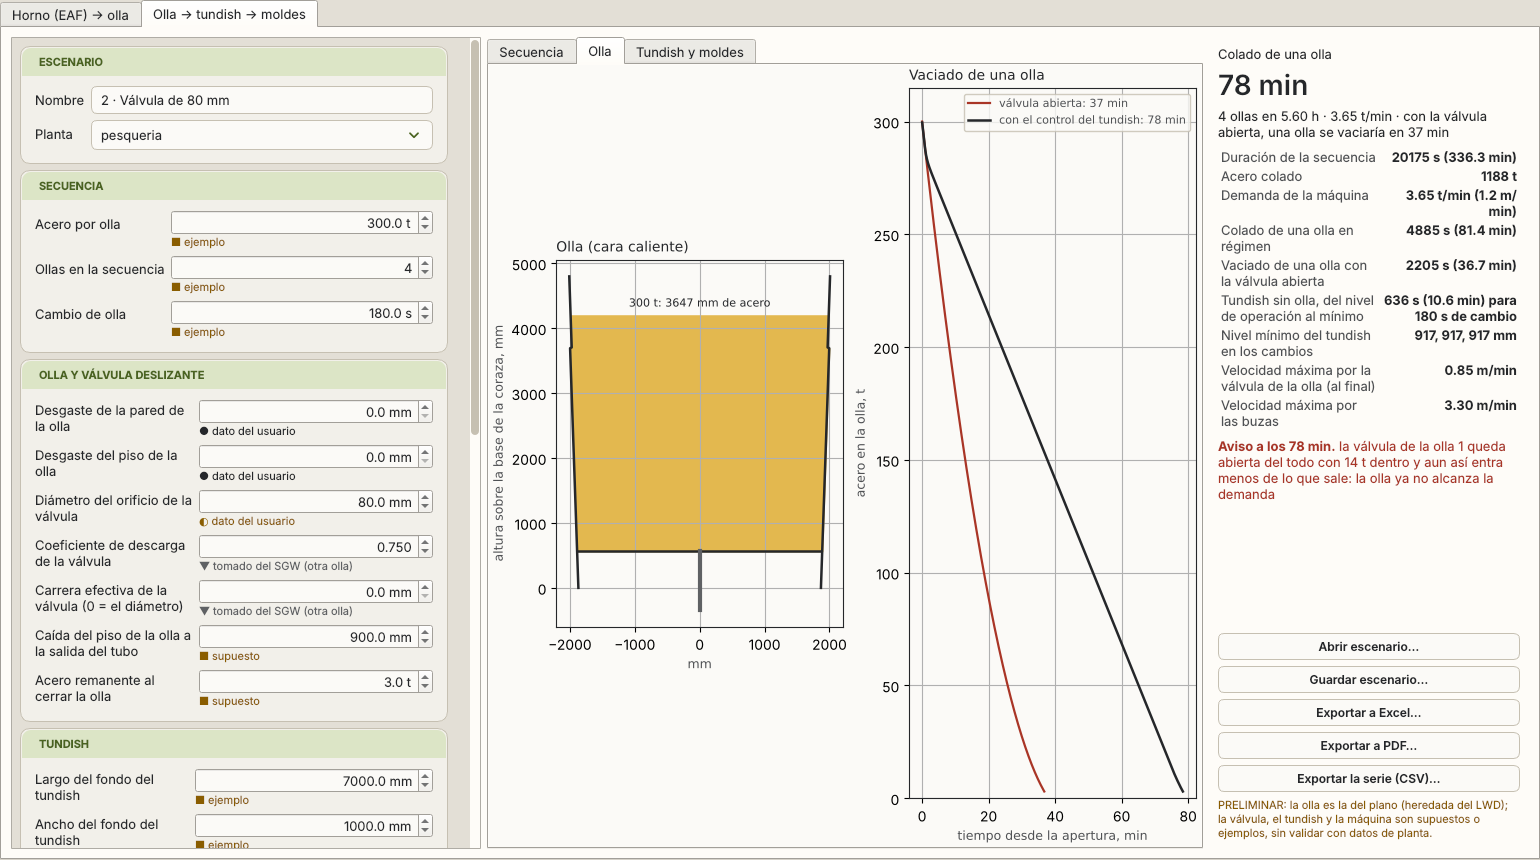 Horno (EAF) → olla
Olla → tundish → moldes
ESCENARIO
Nombre
2 · Válvula de 80 mm
Planta
pesqueria
SECUENCIA
Acero por olla
300.0 t
ejemplo
Ollas en la secuencia
4
ejemplo
Cambio de olla
180.0 s
ejemplo
OLLA Y VÁLVULA DESLIZANTE
Desgaste de la pared de
la olla
0.0 mm
dato del usuario
Desgaste del piso de la
olla
0.0 mm
dato del usuario
Diámetro del orificio de la
válvula
80.0 mm
dato del usuario
Coeficiente de descarga
de la válvula
0.750
tomado del SGW (otra olla)
Carrera efectiva de la
válvula (0 = el diámetro)
0.0 mm
tomado del SGW (otra olla)
Caída del piso de la olla a
la salida del tubo
900.0 mm
supuesto
Acero remanente al
cerrar la olla
3.0 t
supuesto
TUNDISH
Largo del fondo del
tundish
7000.0 mm
ejemplo
Ancho del fondo del
tundish
1000.0 mm
ejemplo
Secuencia
Olla
Tundish y moldes
Olla (cara caliente)
300 t: 3647 mm de acero
altura sobre la base de la coraza, mm
5000
4000
3000
2000
1000
0
−2000
−1000
0
1000
2000
mm
Vaciado de una olla
válvula abierta: 37 min
con el control del tundish: 78 min
acero en la olla, t
300
250
200
150
100
50
0
0
20
40
60
80
tiempo desde la apertura, min
Colado de una olla
78 min
4 ollas en 5.60 h · 3.65 t/min · con la válvula
abierta, una olla se vaciaría en 37 min
Duración de la secuencia
20175 s (336.3 min)
Acero colado
1188 t
Demanda de la máquina
3.65 t/min (1.2 m/
min)
Colado de una olla en
régimen
4885 s (81.4 min)
Vaciado de una olla con
la válvula abierta
2205 s (36.7 min)
Tundish sin olla, del nivel
de operación al mínimo
636 s (10.6 min) para
180 s de cambio
Nivel mínimo del tundish
en los cambios
917, 917, 917 mm
Velocidad máxima por la
válvula de la olla (al final)
0.85 m/min
Velocidad máxima por
las buzas
3.30 m/min
Aviso a los 78 min. la válvula de la olla 1 queda
abierta del todo con 14 t dentro y aun así entra
menos de lo que sale: la olla ya no alcanza la
demanda
Abrir escenario...
Guardar escenario...
Exportar a Excel...
Exportar a PDF...
Exportar la serie (CSV)...
PRELIMINAR: la olla es la del plano (heredada del LWD);
la válvula, el tundish y la máquina son supuestos o
ejemplos, sin validar con datos de planta.